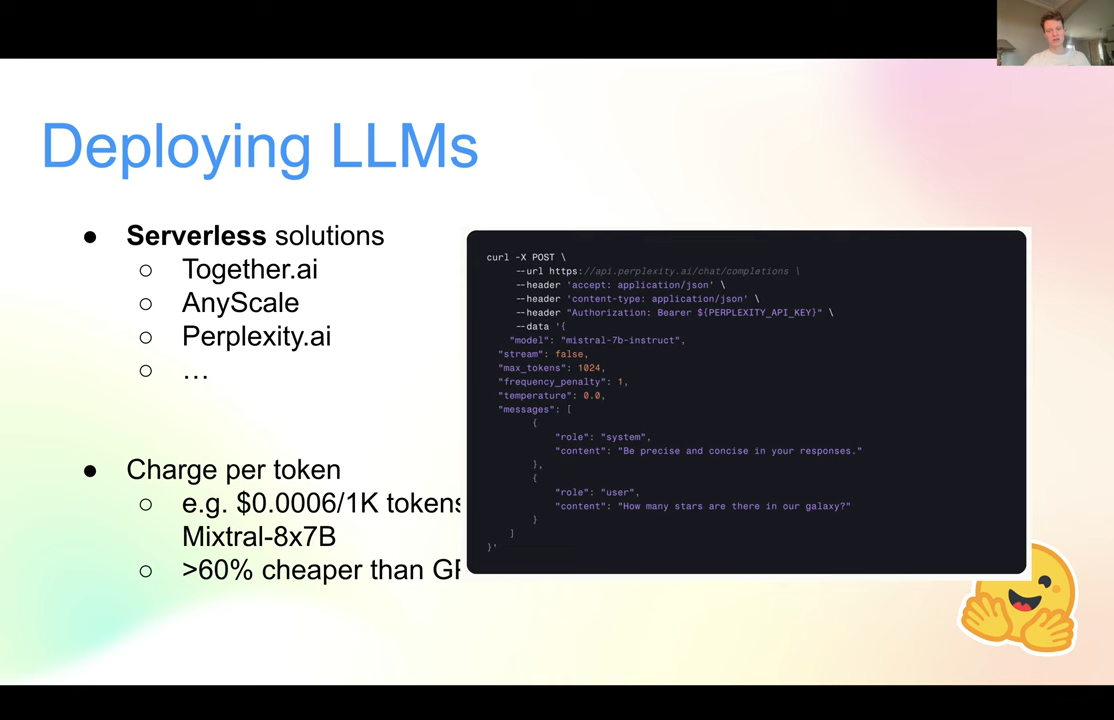 Deploying LLMs
● Serverless solutions
○ Together.ai
○ AnyScale
○ Perplexity.ai
○ …
● Charge per token
○ e.g. $0.0006/1K tokens
Mixtral-8x7B
○ >60% cheaper than
curl -X POST \
--url https://api.perplexity.ai/chat/completions \
--header 'accept: application/json' \
--header 'content-type: application/json' \
--header "Authorization: Bearer ${PERPLEXITY_API_KEY}" \
--data '{
"model": "mistral-7b-instruct",
"stream": false,
"max_tokens": 1024,
"frequency_penalty": 1,
"temperature": 0.0,
"messages": [
{
"role": "system",
"content": "Be precise and concise in your responses."
},
{
"role": "user",
"content": "How many stars are there in our galaxy?"
}
]
}'